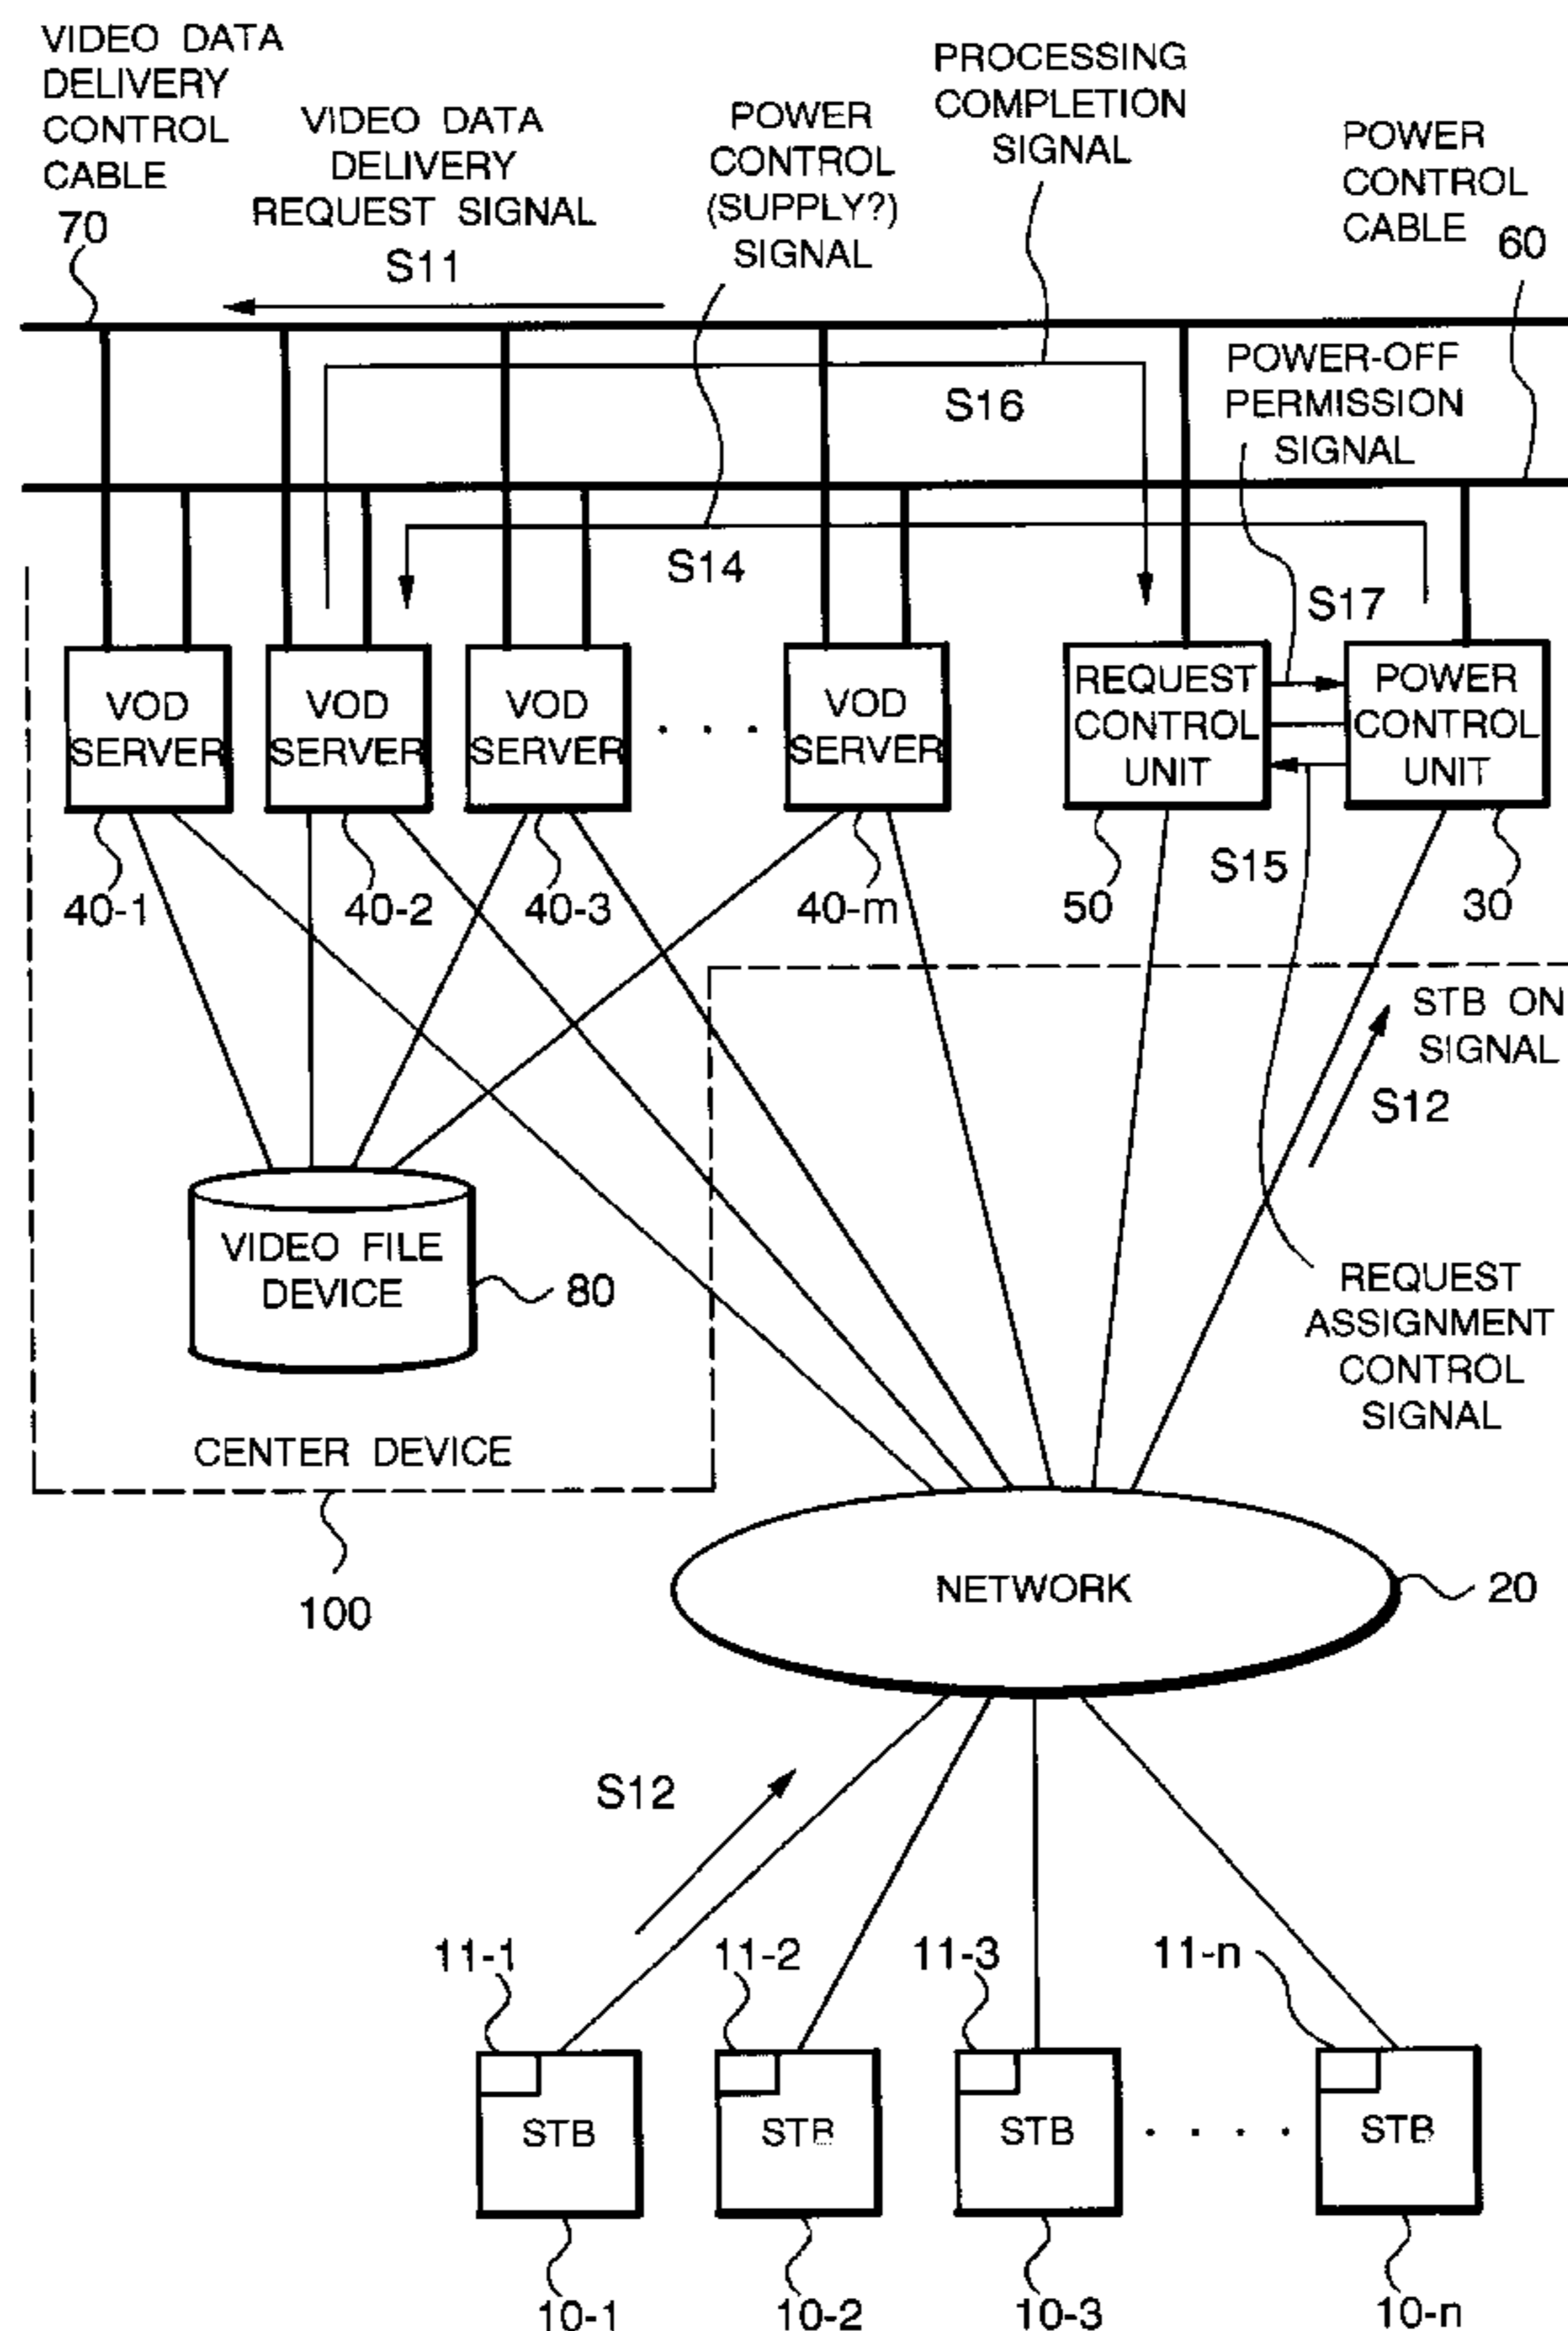 VIDEO DATA
DELIVERY
CONTROL
CABLE
70
VIDEO DATA
DELIVERY
REQUEST SIGNAL
S11
POWER
CONTROL
(SUPPLY?)
SIGNAL
PROCESSING
COMPLETION
SIGNAL
POWER
CONTROL
CABLE
60
S16
POWER-OFF
PERMISSION
SIGNAL
S14
S17
VOD
SERVER
VOD
SERVER
VOD
SERVER
. . .
VOD
SERVER
REQUEST
CONTROL
UNIT
POWER
CONTROL
UNIT
40-1
40-2
40-3
40-m
50
S15
30
STB ON
SIGNAL
S12
VIDEO FILE
DEVICE
80
REQUEST
ASSIGNMENT
CONTROL
SIGNAL
CENTER DEVICE
100
NETWORK
20
S12
11-1
11-2
11-3
11-n
STB
STB
STB
. . . .
STB
10-1
10-2
10-3
10-n